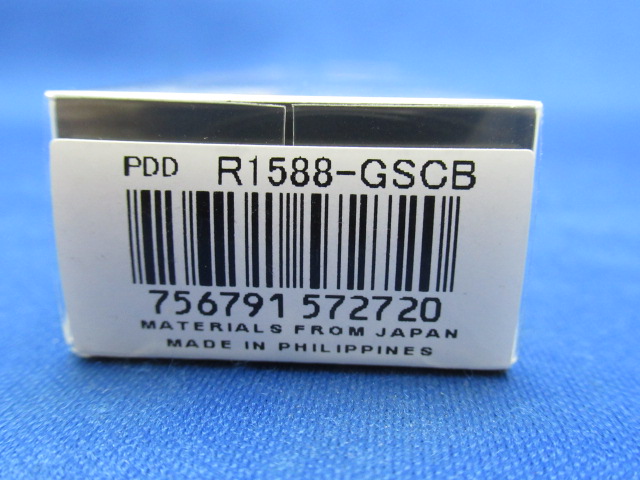 PDD R1588-GSCB
756791 572720
MATERIALS FROM JAPAN
MADE IN PHILIPPINES